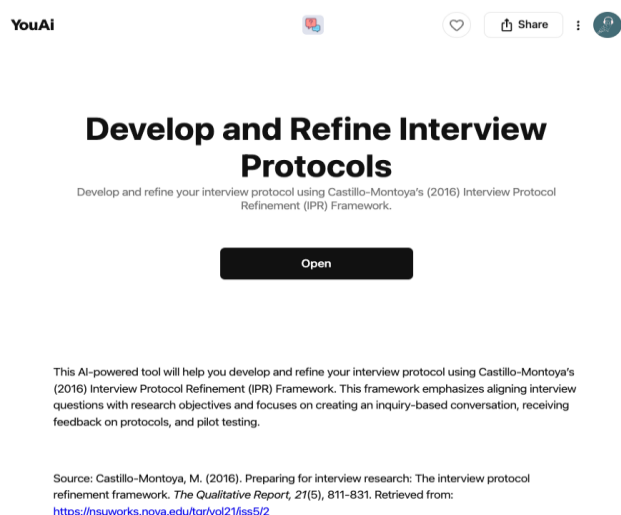 YouAi
Share
Develop and Refine Interview
Protocols
Develop and refine your interview protocol using Castillo-Montoya's (2016) Interview Protocol
Refinement (IPR) Framework.
Open
This AI-powered tool will help you develop and refine your interview protocol using Castillo-Montoya's
(2016) Interview Protocol Refinement (IPR) Framework. This framework emphasizes aligning interview
questions with research objectives and focuses on creating an inquiry-based conversation, receiving
feedback on protocols, and pilot testing.
Source: Castillo-Montoya, M. (2016). Preparing for interview research: The interview protocol
refinement framework. The Qualitative Report, 21(5), 811-831. Retrieved from:
https://nsuworks.nova.edu/tqr/vol21/iss5/2